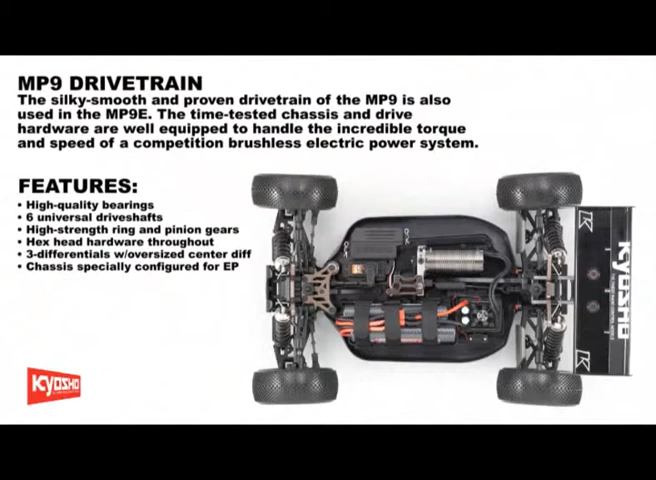 MP9 DRIVETRAIN
The silky-smooth and proven drivetrain of the MP9 is also
used in the MP9E. The time-tested chassis and drive
hardware are well equipped to handle the incredible torque
and speed of a competition brushless electric power system.
FEATURES:
• High-quality bearings
• 6 universal driveshafts
• High-strength ring and pinion gears
• Hex head hardware throughout
• 3-differentials w/oversized center diff
• Chassis specially configured for EP
KYOSHO
KYOSHO